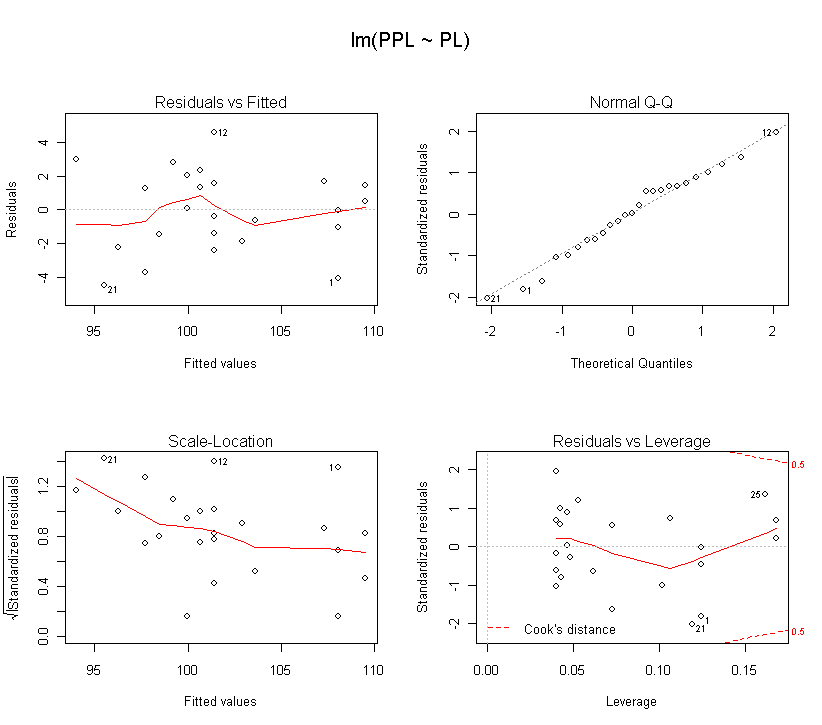 lm(PPL ~ PL)
Residuals vs Fitted
Residuals
4
2
0
-2
-4
12
21
1
95 100 105 110
Fitted values
Normal Q-Q
Standardized residuals
2
1
0
-1
-2
12
1
21
-2 -1 0 1 2
Theoretical Quantiles
Scale-Location
√|Standardized residuals|
1.2
0.8
0.4
0.0
21
12
1
95 100 105 110
Fitted values
Residuals vs Leverage
Standardized residuals
2
1
0
-1
-2
0.5
25
1
21
0.5
Cook's distance
0.00 0.05 0.10 0.15
Leverage